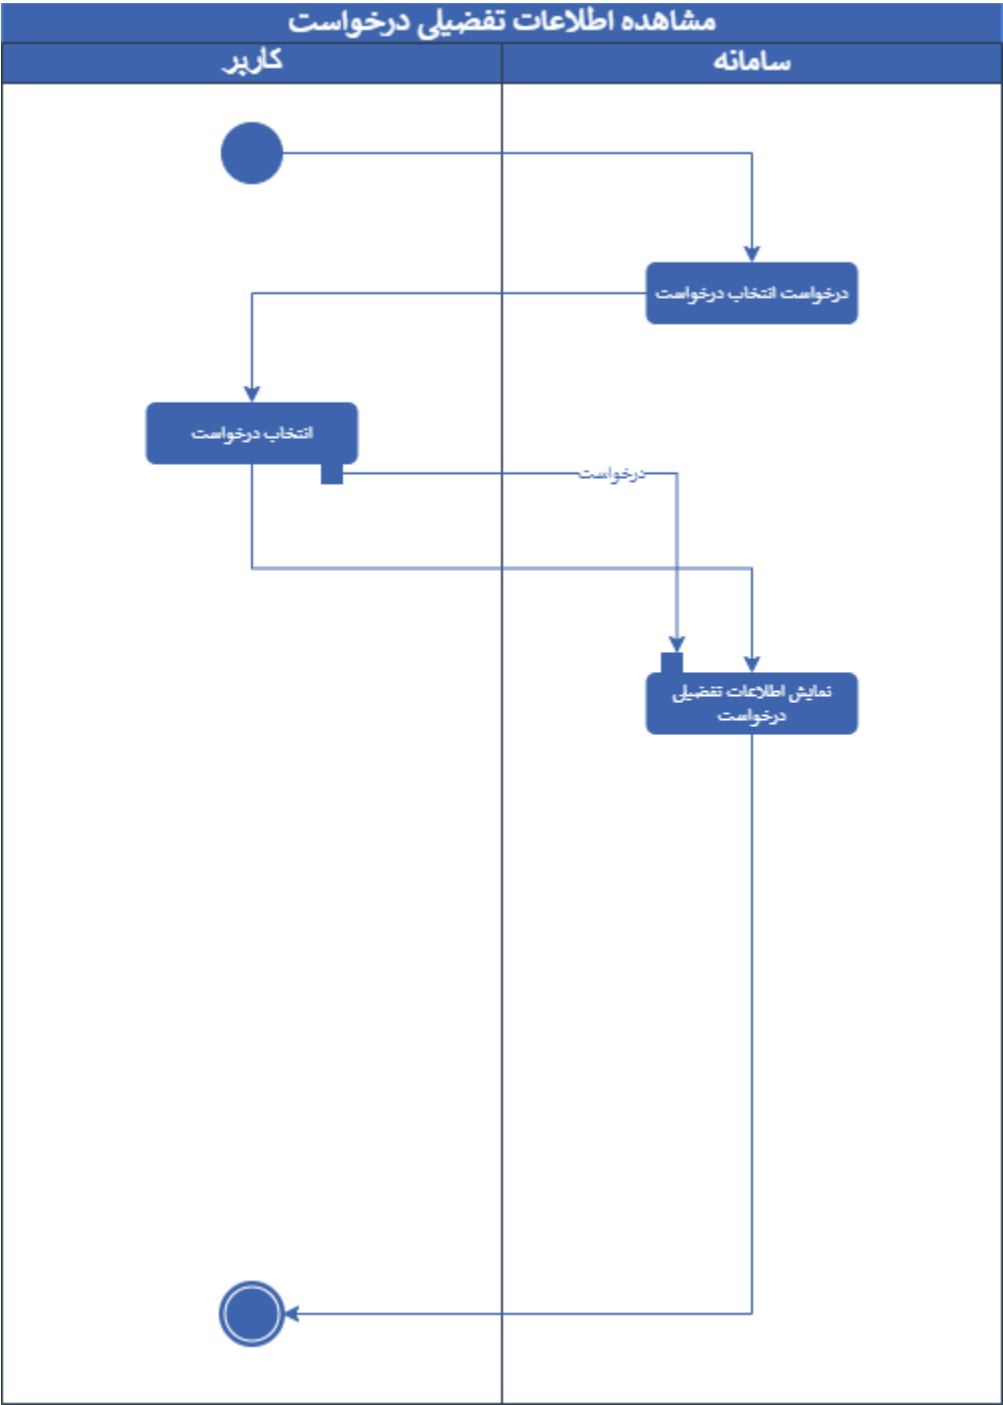 مشاهده اطلاعات تفضیلی درخواست
سامانه
کاربر
درخواست انتخاب درخواست
انتخاب درخواست
درخواست
نمایش اطلاعات تفضیلی
درخواست